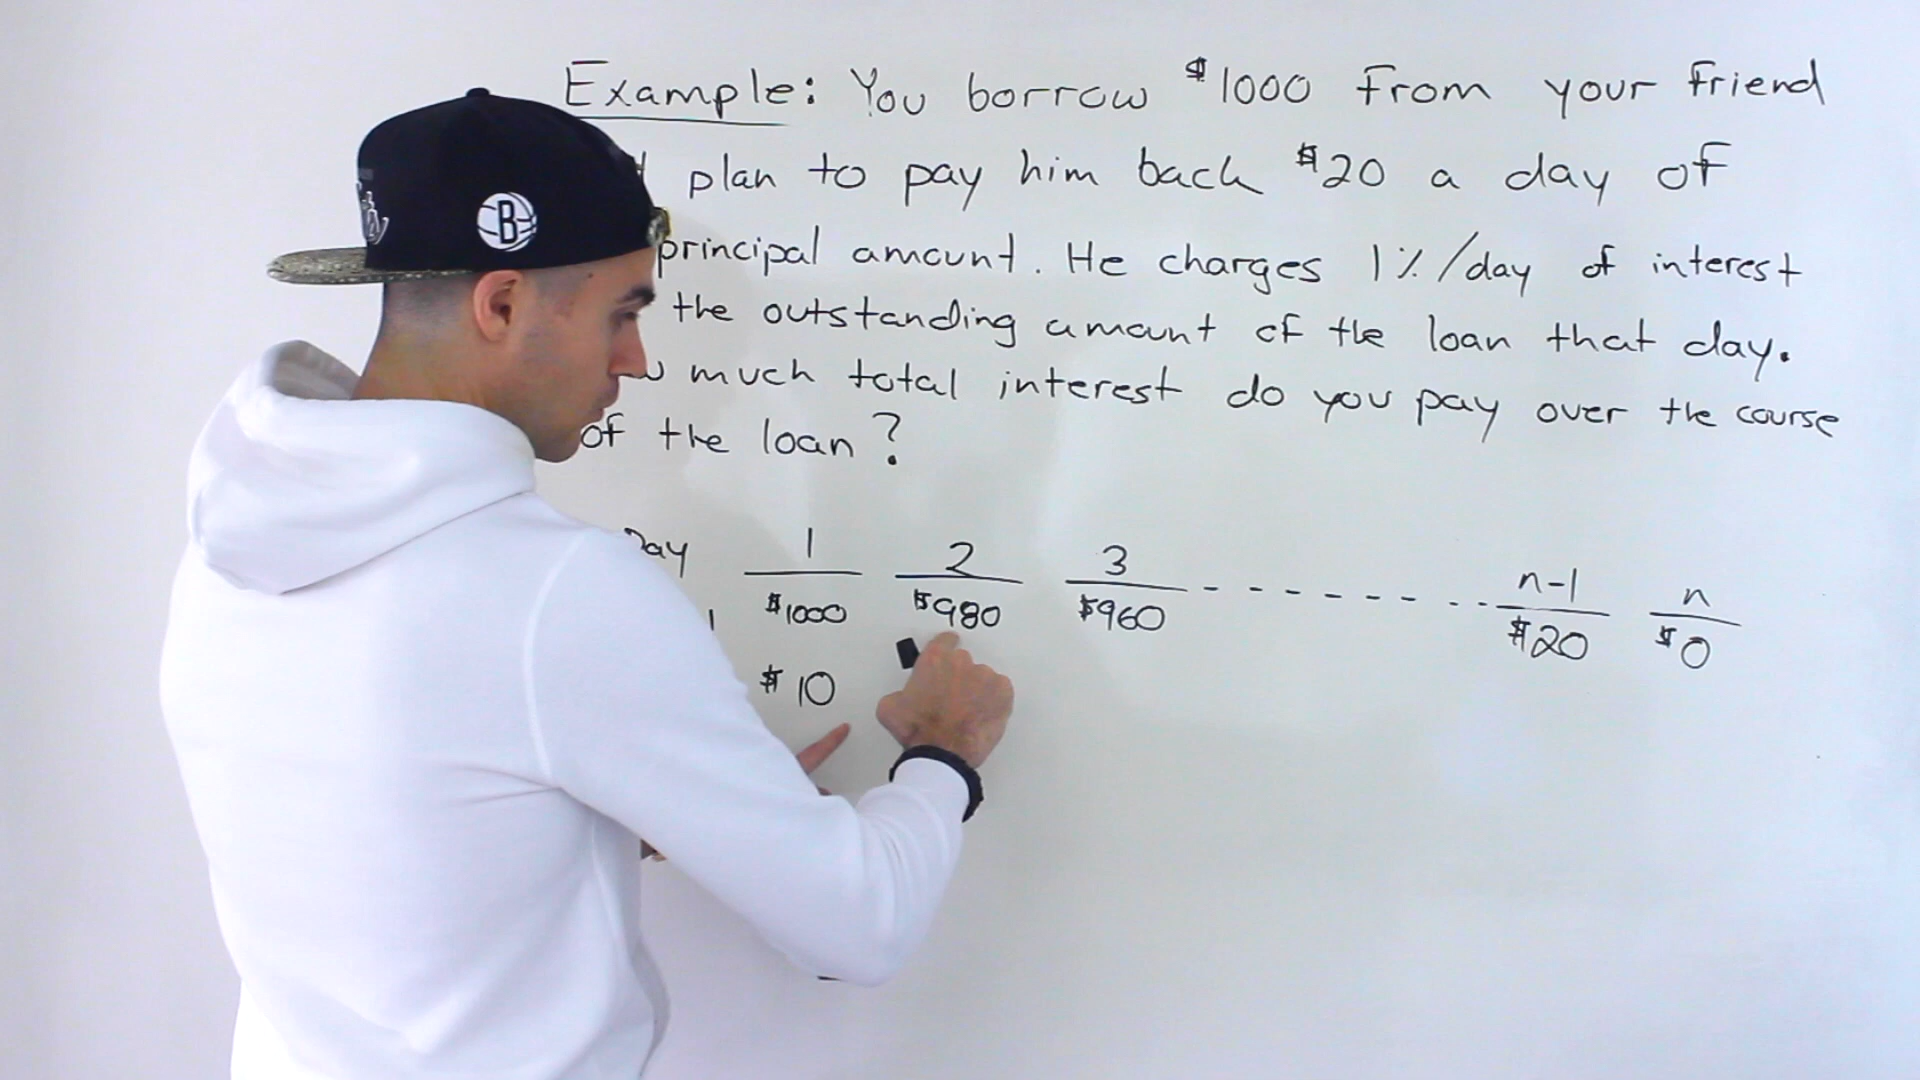 Example: You borrow $1000 from your friend
plan to pay him back $20 a day of
principal amount. He charges 1%/day of interest
the outstanding amount of the loan that day.
much total interest do you pay over the course
of the loan?
Day 1 2 3 n-1 n
$1000 $980 $960 $20 $0
$10
B